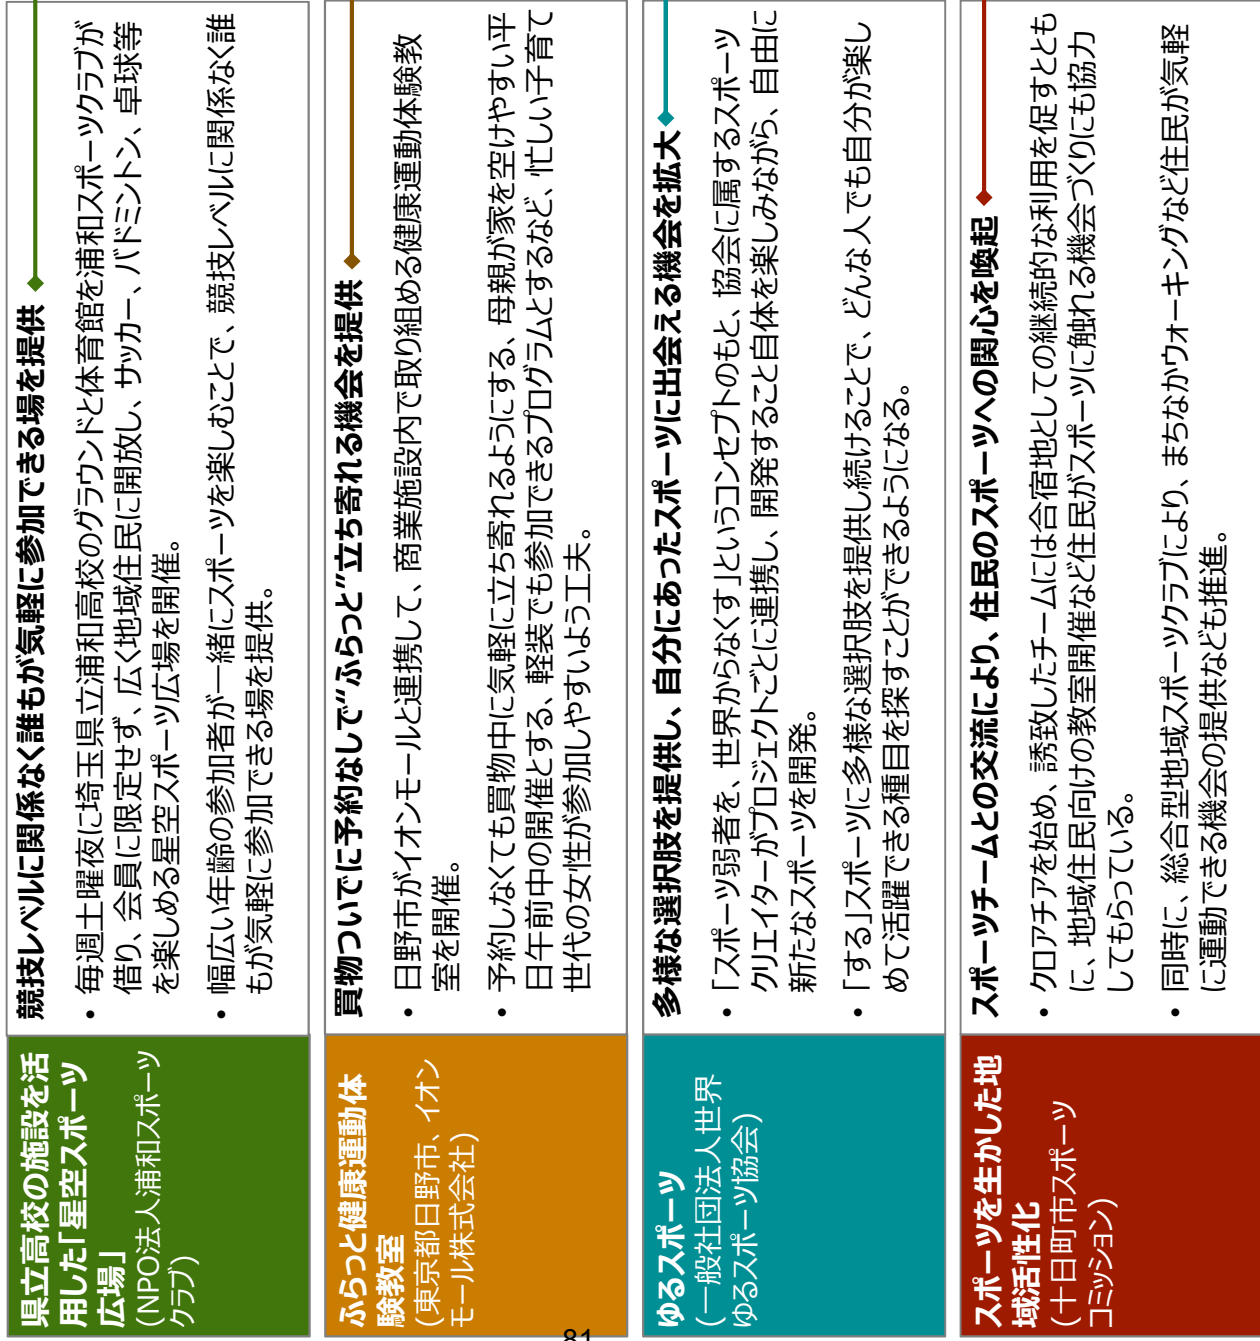 県立高校の施設を活
用した「星空スポーツ
広場」
(NPO法人浦和スポーツ
クラブ)
競技レベルに関係なく誰もが気軽に参加できる場を提供
• 毎週土曜夜に埼玉県立浦和高校のグラウンドと体育館を浦和スポーツクラブが
借り、会員に限定せず、広く地域住民に開放し、サッカー、バドミントン、卓球等
を楽しめる星空スポーツ広場を開催。
• 幅広い年齢の参加者が一緒にスポーツを楽しむことで、競技レベルに関係なく誰
もが気軽に参加できる場を提供。
ふらっと健康運動体
験教室
(東京都日野市、イオン
モール株式会社)
買物ついでに予約なしで“ふらっと”立ち寄れる機会を提供
• 日野市がイオンモールと連携して、商業施設内で取り組める健康運動体験教
室を開催。
• 予約しなくても買物中に気軽に立ち寄れるようにする、母親が家を空けやすい平
日午前中の開催とする、軽装でも参加できるプログラムとするなど、忙しい子育て
世代の女性が参加しやすいよう工夫。
ゆるスポーツ
(一般社団法人世界
ゆるスポーツ協会)
多様な選択肢を提供し、自分にあったスポーツに出会える機会を拡大
• 「スポーツ弱者を、世界からなくす」というコンセプトのもと、協会に属するスポーツ
クリエイターがプロジェクトごとに連携し、開発すること自体を楽しみながら、自由に
新たなスポーツを開発。
• 「する」スポーツに多様な選択肢を提供し続けることで、どんな人でも自分が楽し
めて活躍できる種目を探すことができるようになる。
スポーツを生かした地
域活性化
(十日町市スポーツ
コミッション)
スポーツチームとの交流により、住民のスポーツへの関心を喚起
• クロアチアを始め、誘致したチームには合宿地としての継続的な利用を促すととも
に、地域住民向けの教室開催など住民がスポーツに触れる機会づくりにも協力
してもらっている。
• 同時に、総合型地域スポーツクラブにより、まちなかウォーキングなど住民が気軽
に運動できる機会の提供なども推進。
81